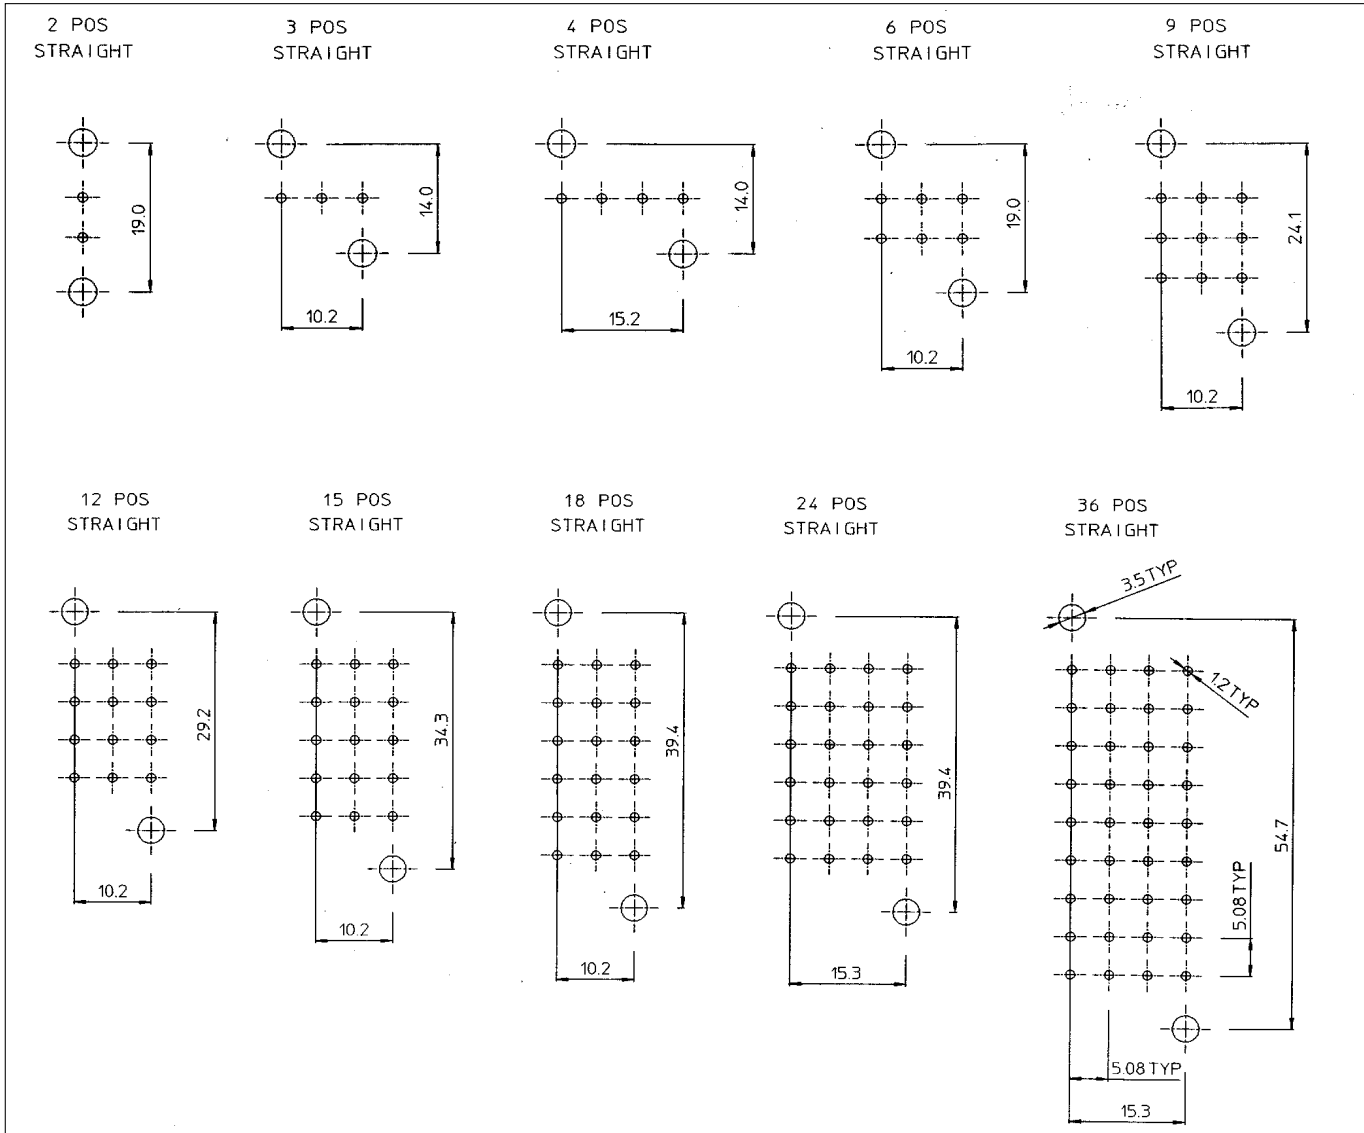 2 POS
STRAIGHT
3 POS
STRAIGHT
4 POS
STRAIGHT
6 POS
STRAIGHT
9 POS
STRAIGHT
19.0
14.0
10.2
14.0
15.2
19.0
10.2
24.1
10.2
12 POS
STRAIGHT
15 POS
STRAIGHT
18 POS
STRAIGHT
24 POS
STRAIGHT
36 POS
STRAIGHT
29.2
10.2
34.3
10.2
39.4
10.2
39.4
15.3
3.5 TYP
1.2 TYP
54.7
5.08 TYP
5.08 TYP
15.3